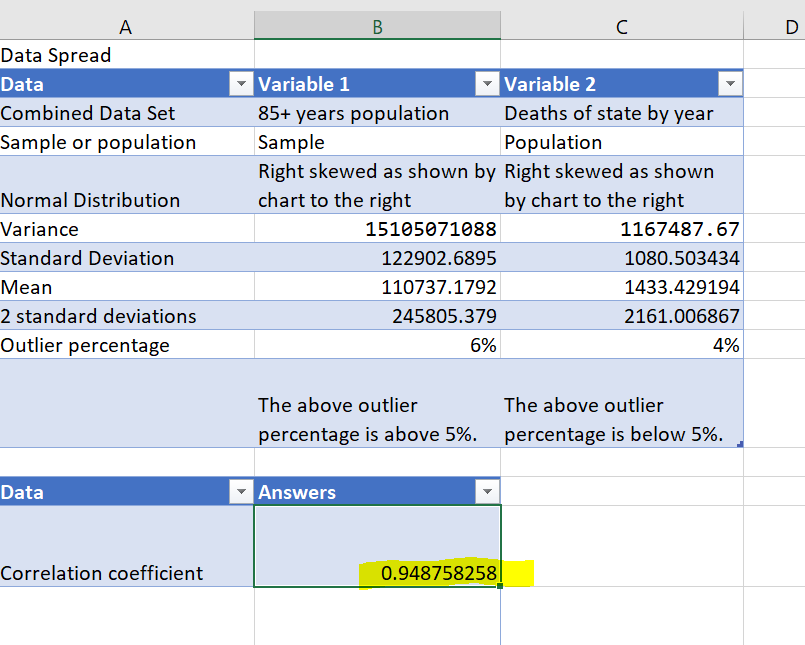 A B C D
Data Spread
Data Variable 1 Variable 2
Combined Data Set 85+ years population Deaths of state by year
Sample or population Sample Population
Right skewed as shown by Right skewed as shown
Normal Distribution chart to the right by chart to the right
Variance 15105071088 1167487.67
Standard Deviation 122902.6895 1080.503434
Mean 110737.1792 1433.429194
2 standard deviations 245805.379 2161.006867
Outlier percentage 6% 4%
The above outlier The above outlier
percentage is above 5%. percentage is below 5%.
Data Answers
Correlation coefficient 0.948758258